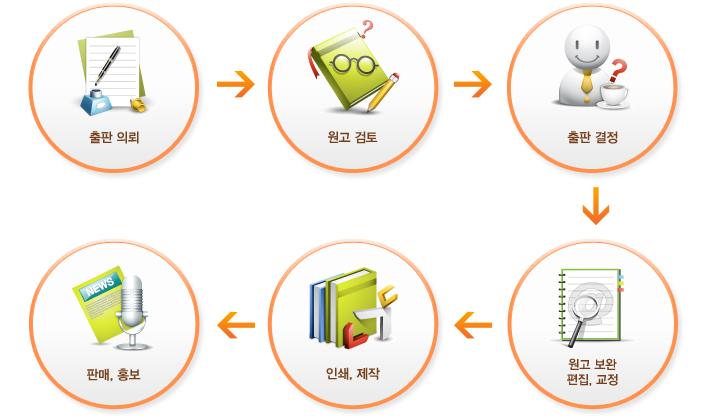 출판 의뢰
원고 검토
출판 결정
원고 보완
편집, 교정
인쇄, 제작
NEWS
판매, 홍보